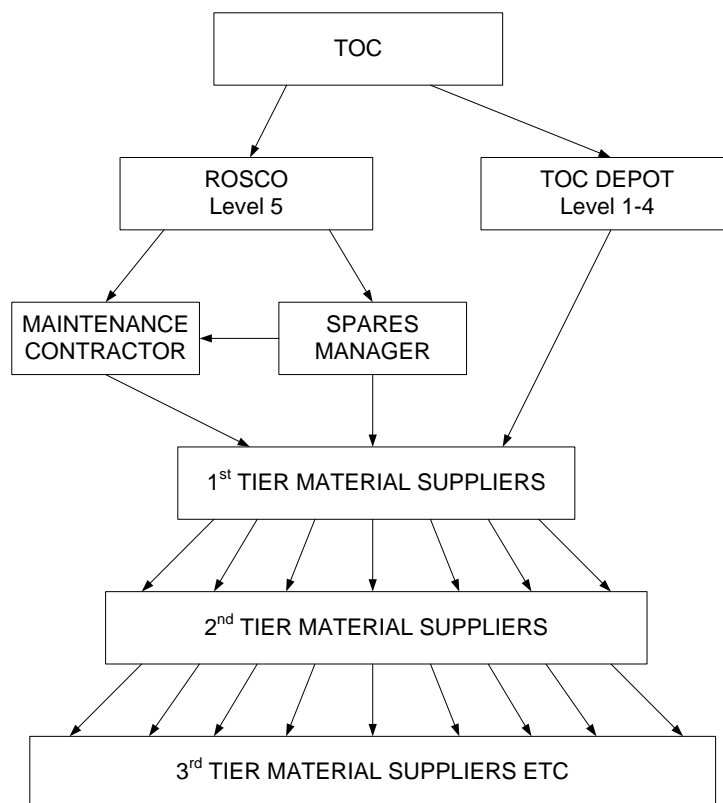 TOC
ROSCO
Level 5
TOC DEPOT
Level 1-4
MAINTENANCE
CONTRACTOR
SPARES
MANAGER
1st TIER MATERIAL SUPPLIERS
2nd TIER MATERIAL SUPPLIERS
3rd TIER MATERIAL SUPPLIERS ETC